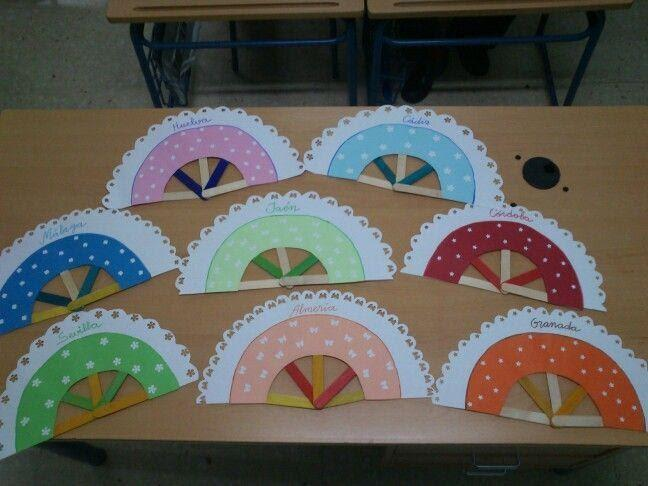 Huelva
Cádiz
Málaga
Jaén
Córdoba
Sevilla
Almería
Granada